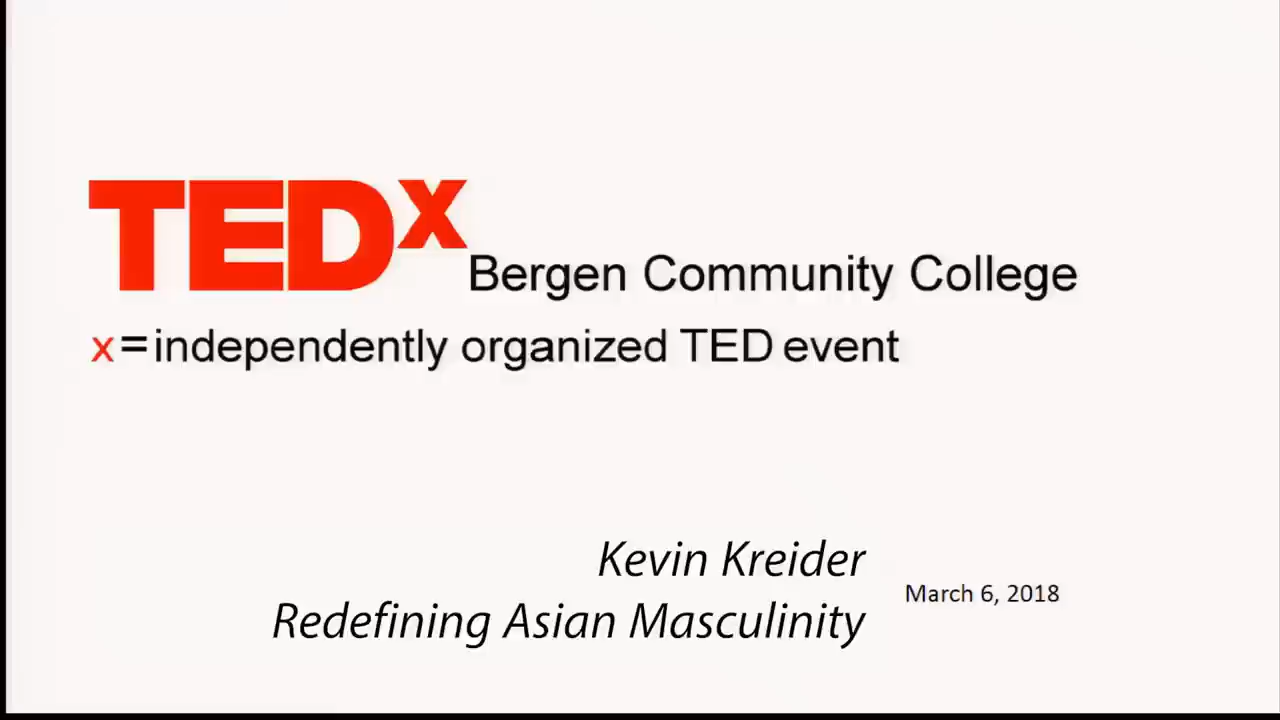 TEDx Bergen Community College
x=independently organized TED event
Kevin Kreider
Redefining Asian Masculinity
March 6, 2018